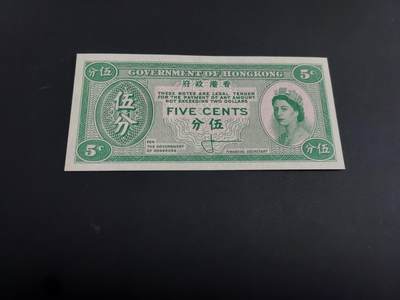 分伍
GOVERNMENT OF HONGKONG
5¢
府政港香
THESE NOTES ARE LEGAL TENDER
FOR THE PAYMENT OF ANY AMOUNT
NOT EXCEEDING TWO DOLLARS
伍分
FIVE CENTS
分伍
FOR
THE GOVERNMENT
OF HONGKONG
FINANCIAL SECRETARY
5¢
分伍